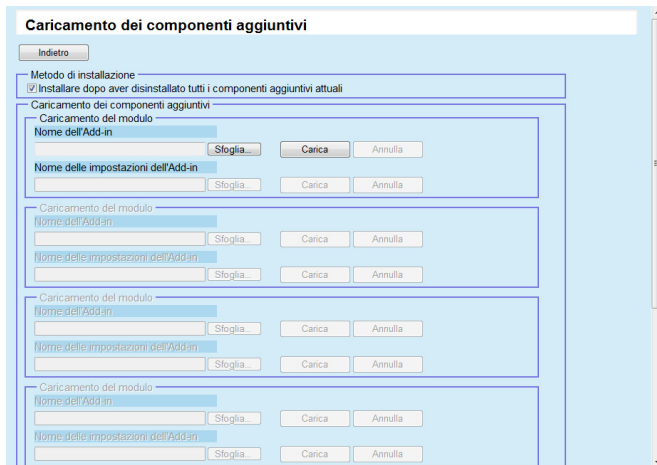 Caricamento dei componenti aggiuntivi
Indietro
Metodo di installazione
Installare dopo aver disinstallato tutti i componenti aggiuntivi attuali
Caricamento dei componenti aggiuntivi
Caricamento del modulo
Nome dell'Add-in
Sfoglia... Carica Annulla
Nome delle impostazioni dell'Add-in
Sfoglia... Carica Annulla
Caricamento del modulo
Nome dell'Add-in
Sfoglia... Carica Annulla
Nome delle impostazioni dell'Add-in
Sfoglia... Carica Annulla
Caricamento del modulo
Nome dell'Add-in
Sfoglia... Carica Annulla
Nome delle impostazioni dell'Add-in
Sfoglia... Carica Annulla
Caricamento del modulo
Nome dell'Add-in
Sfoglia... Carica Annulla
Nome delle impostazioni dell'Add-in
Sfoglia... Carica Annulla